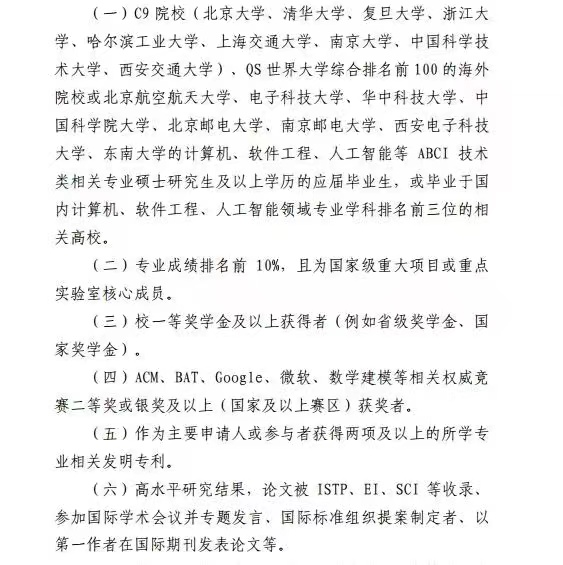 （一）C9 院校（北京大学、清华大学、复旦大学、浙江大
学、哈尔滨工业大学、上海交通大学、南京大学、中国科学技
术大学、西安交通大学）、QS 世界大学综合排名前 100 的海外
院校或北京航空航天大学、电子科技大学、华中科技大学、中
国科学院大学、北京邮电大学、南京邮电大学、西安电子科技
大学、东南大学的计算机、软件工程、人工智能等 ABCI 技术
类相关专业硕士研究生及以上学历的应届毕业生，或毕业于国
内计算机、软件工程、人工智能领域专业学科排名前三位的相
关高校。
（二）专业成绩排名前 10%，且为国家级重大项目或重点
实验室核心成员。
（三）校一等奖学金及以上获得者（例如省级奖学金、国
家奖学金）。
（四）ACM、BAT、Google、微软、数学建模等相关权威竞
赛二等奖或银奖及以上（国家及以上赛区）获奖者。
（五）作为主要申请人或参与者获得两项及以上的所学专
业相关发明专利。
（六）高水平研究结果，论文被 ISTP、EI、SCI 等收录、
参加国际学术会议并专题发言、国际标准组织提案制定者、以
第一作者在国际期刊发表论文等。